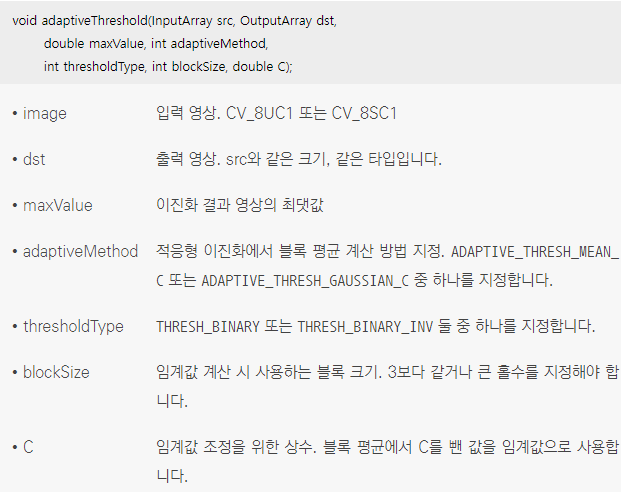 void adaptiveThreshold(InputArray src, OutputArray dst,
double maxValue, int adaptiveMethod,
int thresholdType, int blockSize, double C);
• image 입력 영상. CV_8UC1 또는 CV_8SC1
• dst 출력 영상. src와 같은 크기, 같은 타입입니다.
• maxValue 이진화 결과 영상의 최댓값
• adaptiveMethod 적응형 이진화에서 블록 평균 계산 방법 지정. ADAPTIVE_THRESH_MEAN_
C 또는 ADAPTIVE_THRESH_GAUSSIAN_C 중 하나를 지정합니다.
• thresholdType THRESH_BINARY 또는 THRESH_BINARY_INV 둘 중 하나를 지정합니다.
• blockSize 임계값 계산 시 사용하는 블록 크기. 3보다 같거나 큰 홀수를 지정해야 합
니다.
• C 임계값 조정을 위한 상수. 블록 평균에서 C를 뺀 값을 임계값으로 사용합
니다.